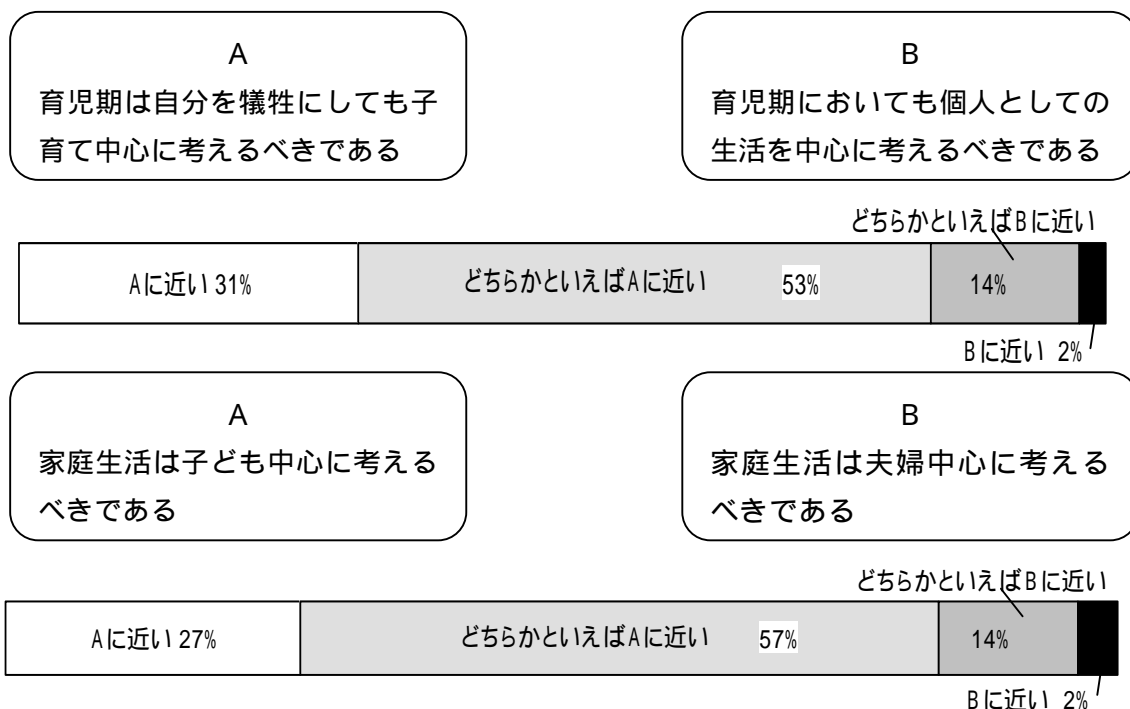 A
育児期は自分を犠牲にしても子
育て中心に考えるべきである
B
育児期においても個人としての
生活を中心に考えるべきである
どちらかといえばBに近い
Aに近い 31%
どちらかといえばAに近い 53%
14%
Bに近い 2%
A
家庭生活は子ども中心に考える
べきである
B
家庭生活は夫婦中心に考える
べきである
どちらかといえばBに近い
Aに近い 27%
どちらかといえばAに近い 57%
14%
Bに近い 2%